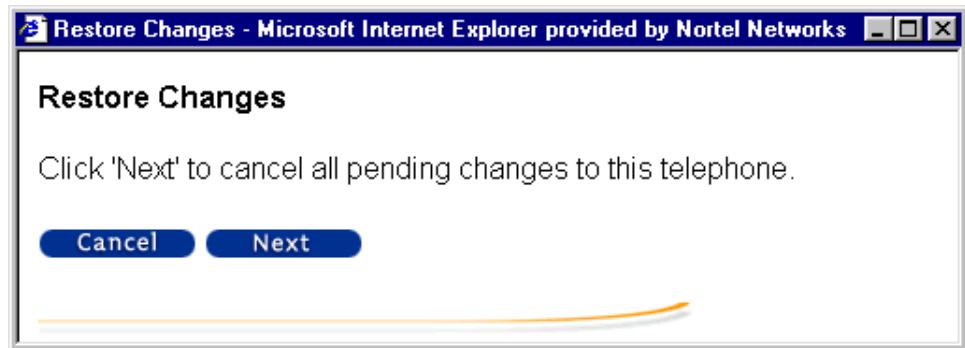 Restore Changes - Microsoft Internet Explorer provided by Nortel Networks
Restore Changes
Click 'Next' to cancel all pending changes to this telephone.
Cancel Next